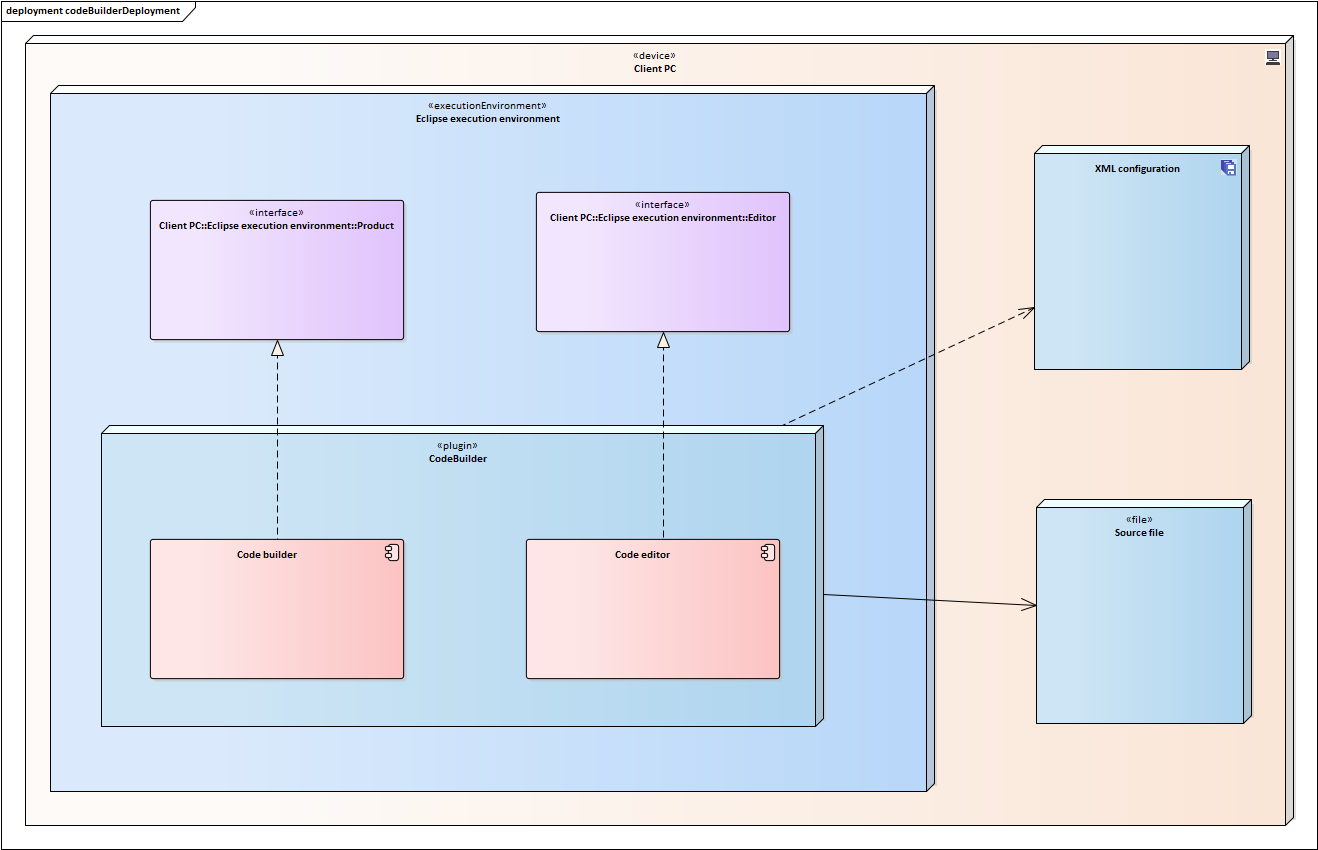 deployment codeBuilderDeployment
«device»
Client PC
«executionEnvironment»
Eclipse execution environment
«interface»
Client PC::Eclipse execution environment::Product
«interface»
Client PC::Eclipse execution environment::Editor
XML configuration
«plugin»
CodeBuilder
Code builder
Code editor
«file»
Source file